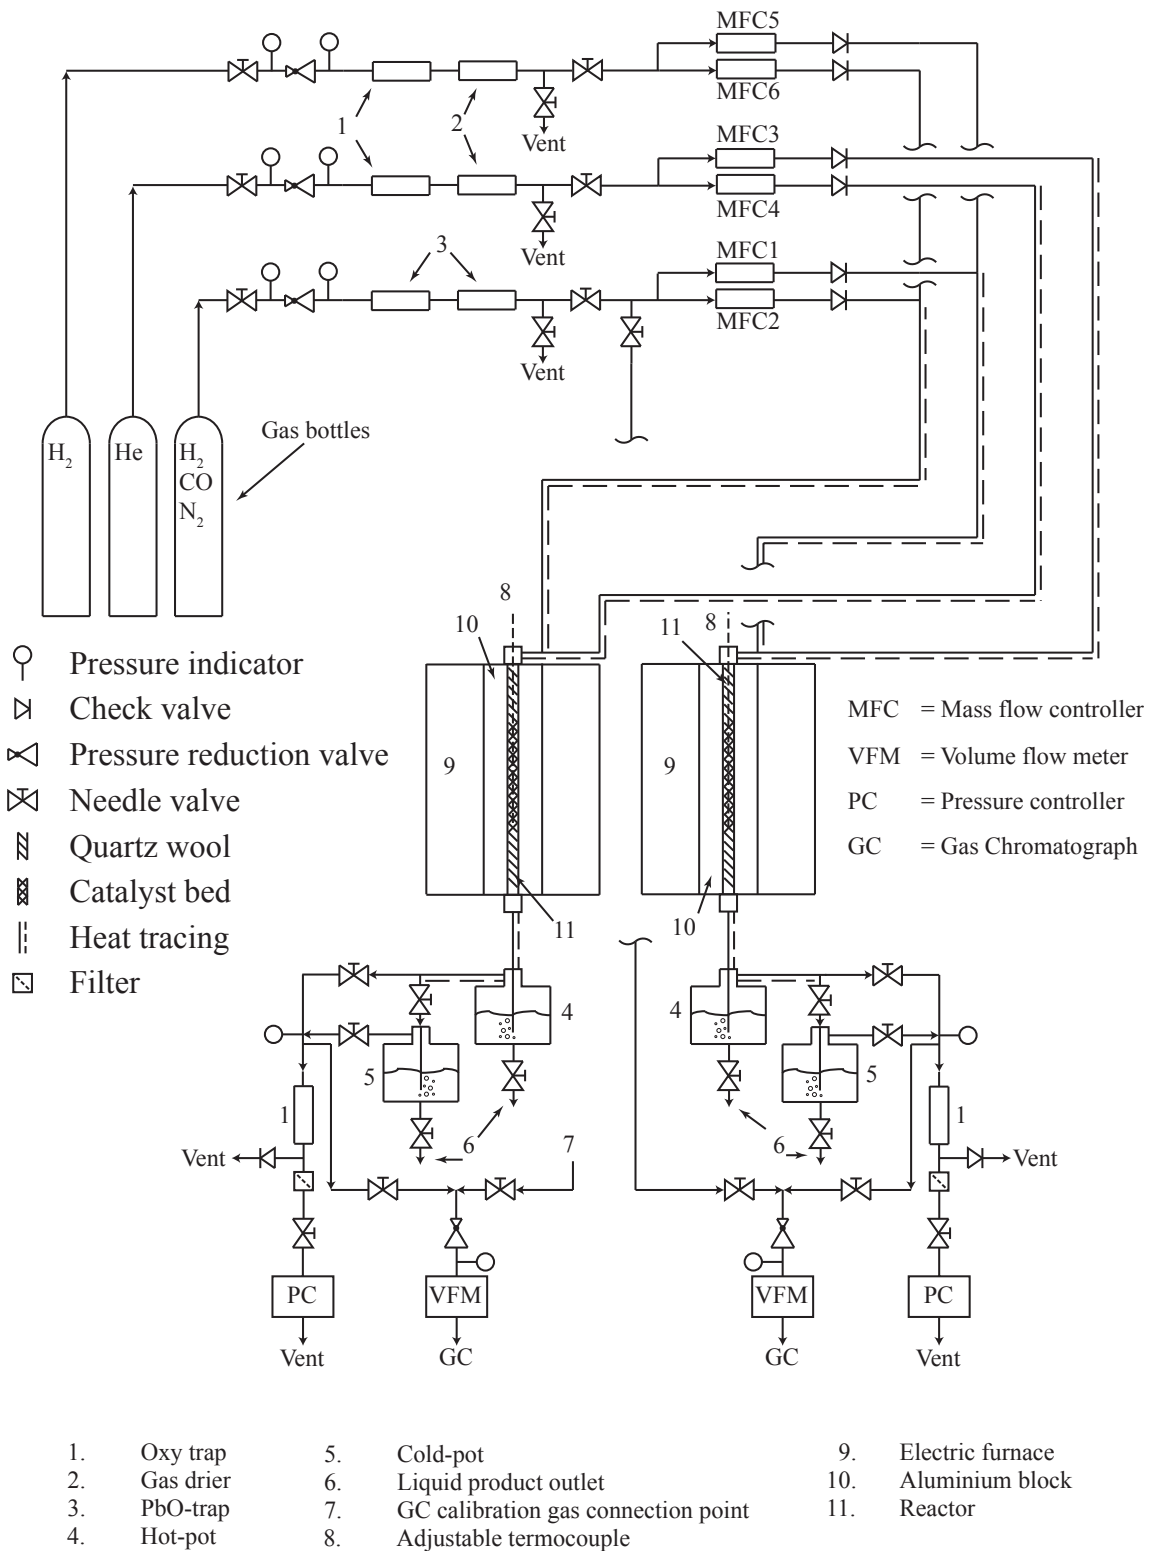 MFC5
MFC6
1
2
Vent
MFC3
MFC4
3
Vent
MFC1
MFC2
Vent
H2
He
H2
CO
N2
Gas bottles
8
10
11
8
Pressure indicator
Check valve
Pressure reduction valve
Needle valve
Quartz wool
Catalyst bed
Heat tracing
Filter
9
9
MFC = Mass flow controller
VFM = Volume flow meter
PC = Pressure controller
GC = Gas Chromatograph
11
10
4
4
5
5
1
1
6
7
6
Vent
Vent
PC
VFM
VFM
PC
Vent
GC
GC
Vent
1. Oxy trap
2. Gas drier
3. PbO-trap
4. Hot-pot
5. Cold-pot
6. Liquid product outlet
7. GC calibration gas connection point
8. Adjustable termocouple
9. Electric furnace
10. Aluminium block
11. Reactor